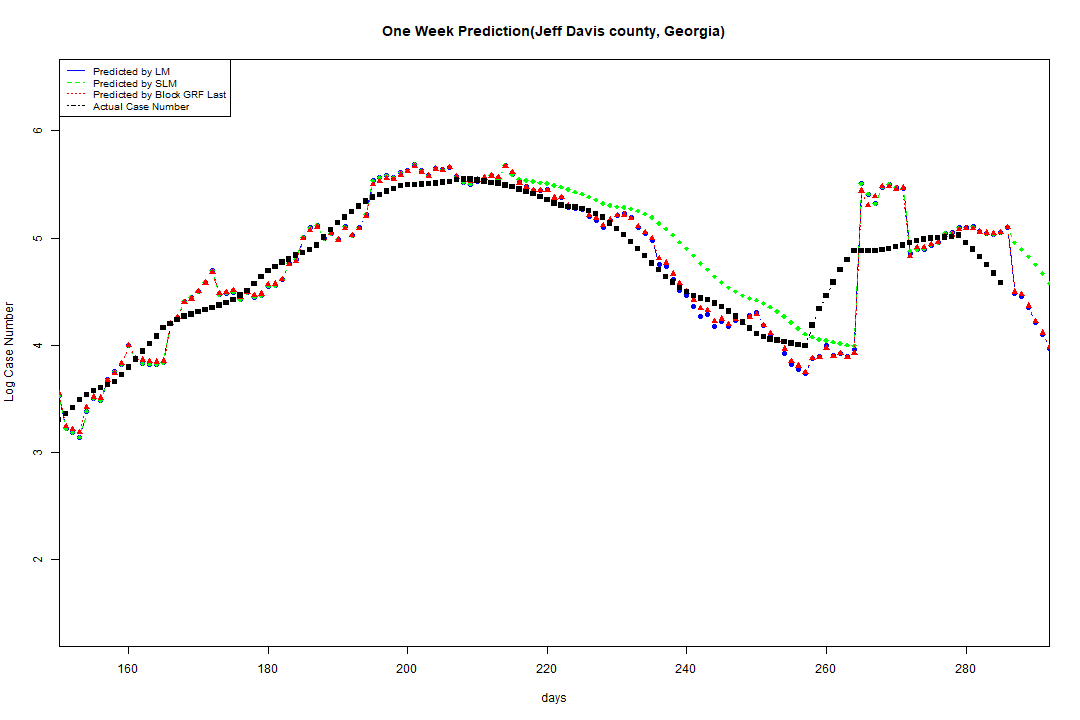 One Week Prediction(Jeff Davis county, Georgia)
Predicted by LM
Predicted by SLM
Predicted by Block GRF Last
Actual Case Number
6
5
4
3
2
Log Case Number
160 180 200 220 240 260 280
days